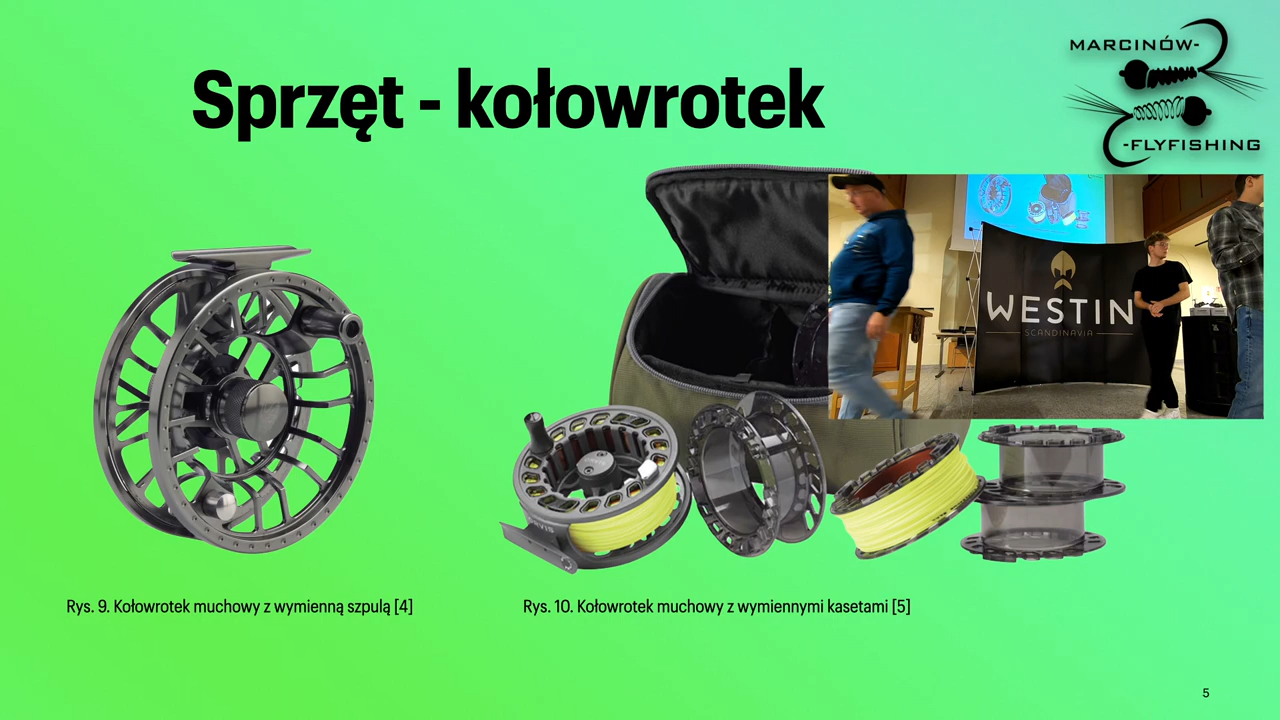 Sprzęt - kołowrotek
MARCINÓW-
-FLYFISHING
WESTIN
SCANDINAVIA
Rys. 9. Kołowrotek muchowy z wymienną szpulą [4]
Rys. 10. Kołowrotek muchowy z wymiennymi kasetami [5]
5